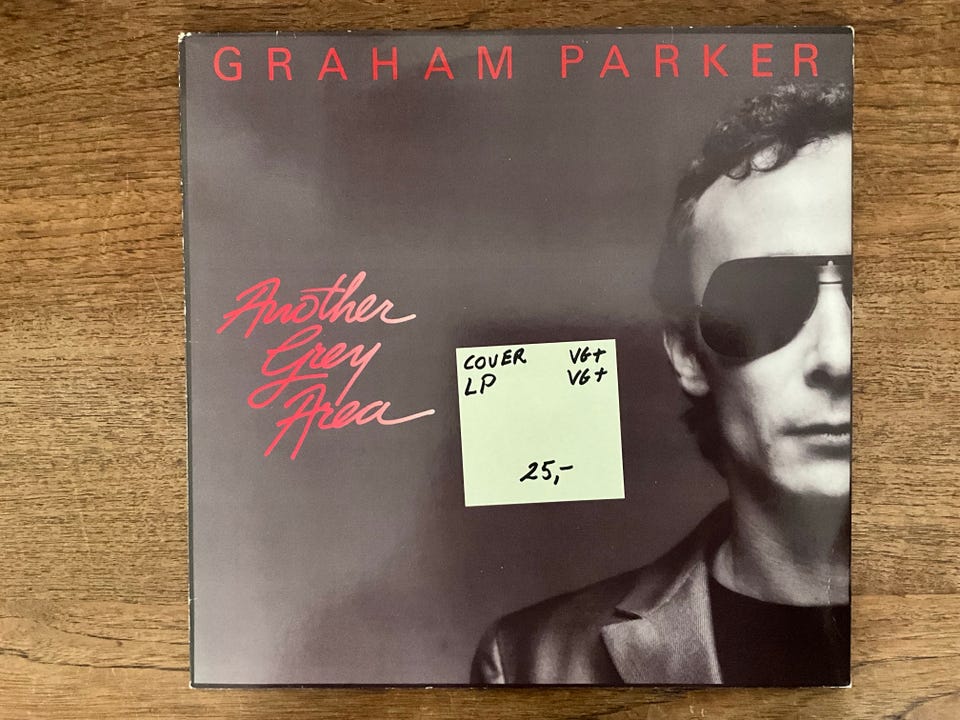 GRAHAM PARKER
Another
Grey
Area
COVER VG+
LP VG+
25,-